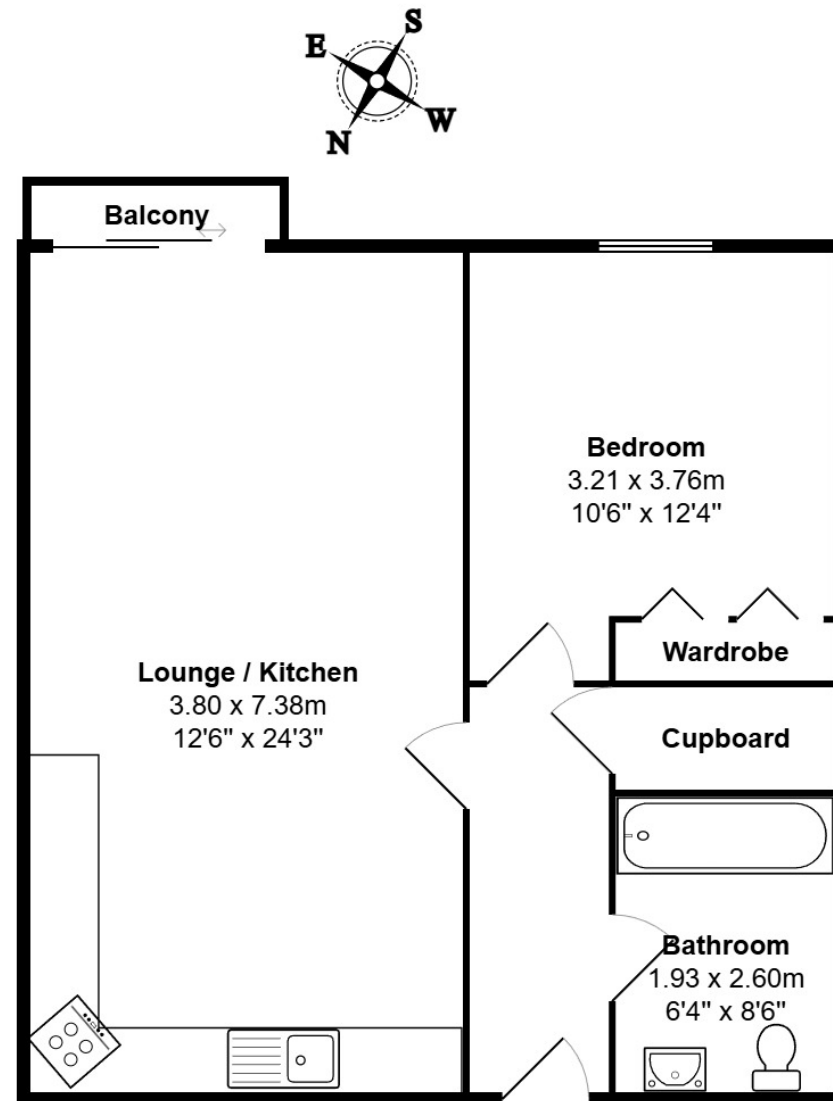 S
E
W
N
Balcony
Bedroom
3.21 x 3.76m
10'6" x 12'4"
Wardrobe
Lounge / Kitchen
3.80 x 7.38m
12'6" x 24'3"
Cupboard
Bathroom
1.93 x 2.60m
6'4" x 8'6"